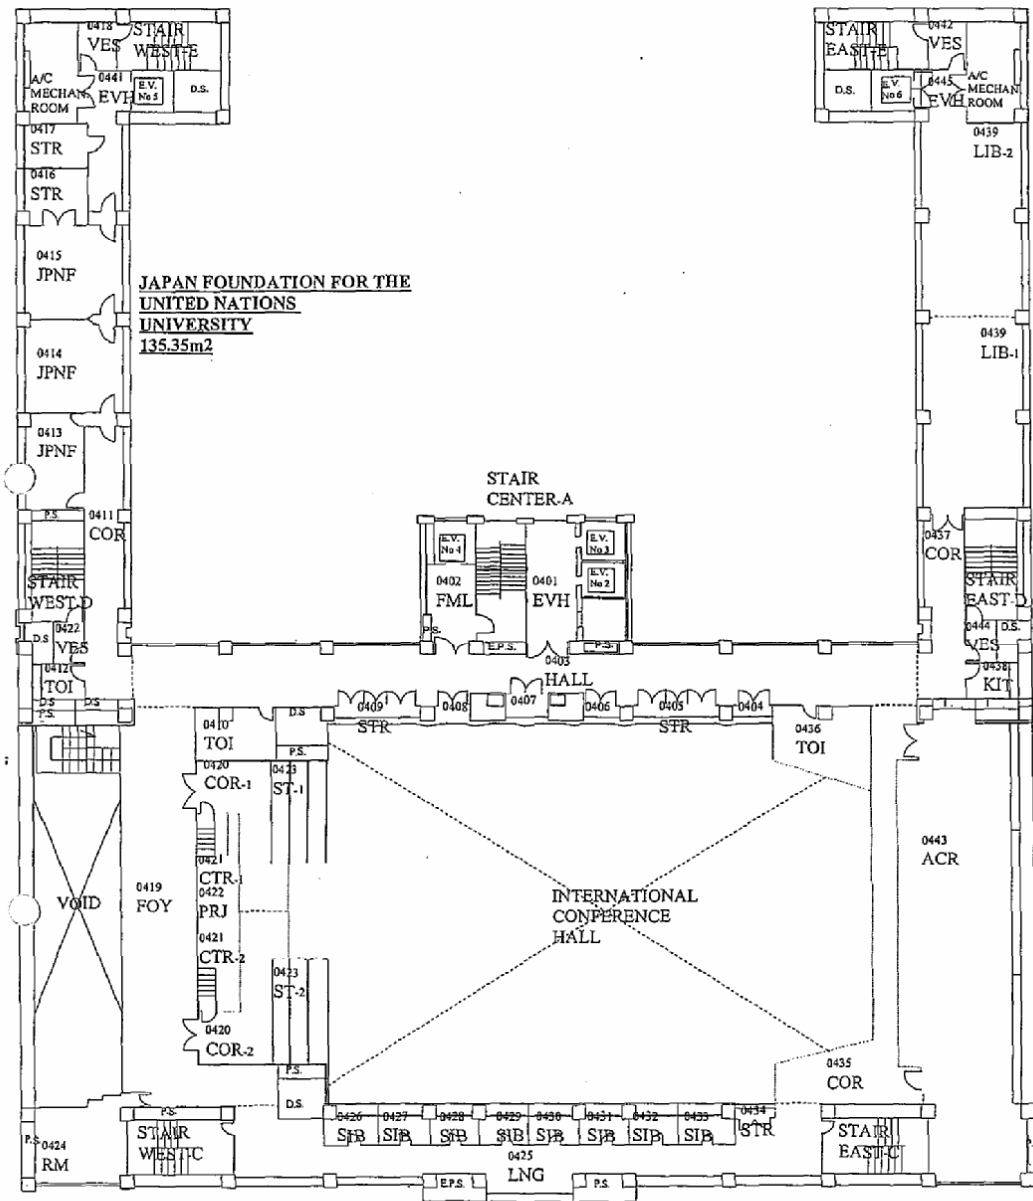 0418
VES
STAIR
WEST-E
0441
EVH
E.V.
No 5
D.S.
A/C
MECHAN.
ROOM
0417
STR
0416
STR
0415
JPNF
0414
JPNF
0413
JPNF
P.S.
0411
COR
STAIR
WEST-D
D.S
0422
VES
0412
TOI
D.S
P.S.
D.S
JAPAN FOUNDATION FOR THE
UNITED NATIONS
UNIVERSITY
135.35m2
STAIR
EAST-E
0442
VES
D.S.
E.V.
No 6
0445
EVH
A/C
MECHAN.
ROOM
0439
LIB-2
0439
LIB-1
0437
COR
STAIR
EAST-D
0444
VES
D.S.
0438
KIT
STAIR
CENTER-A
E.V.
No 4
0402
FML
P.S.
0401
EVH
E.V.
No 3
E.V.
No 2
E.P.S.
P.S.
0403
HALL
0409
STR
0408
0407
0406
0405
STR
0404
0410
TOI
D.S
P.S.
0436
TOI
0420
COR-1
0423
ST-1
0421
CTR-1
0422
PRJ
0421
CTR-2
0423
ST-2
0420
COR-2
P.S.
D.S.
VOID
0419
FOY
INTERNATIONAL
CONFERENCE
HALL
0443
ACR
0435
COR
P.S.
0424
RM
P.S.
STAIR
WEST-C
0426
SIB
0427
SIB
0428
SIB
0429
SIB
0430
SIB
0431
SIB
0432
SIB
0433
SIB
0434
STR
0425
LNG
E.P.S.
P.S.
STAIR
EAST-C